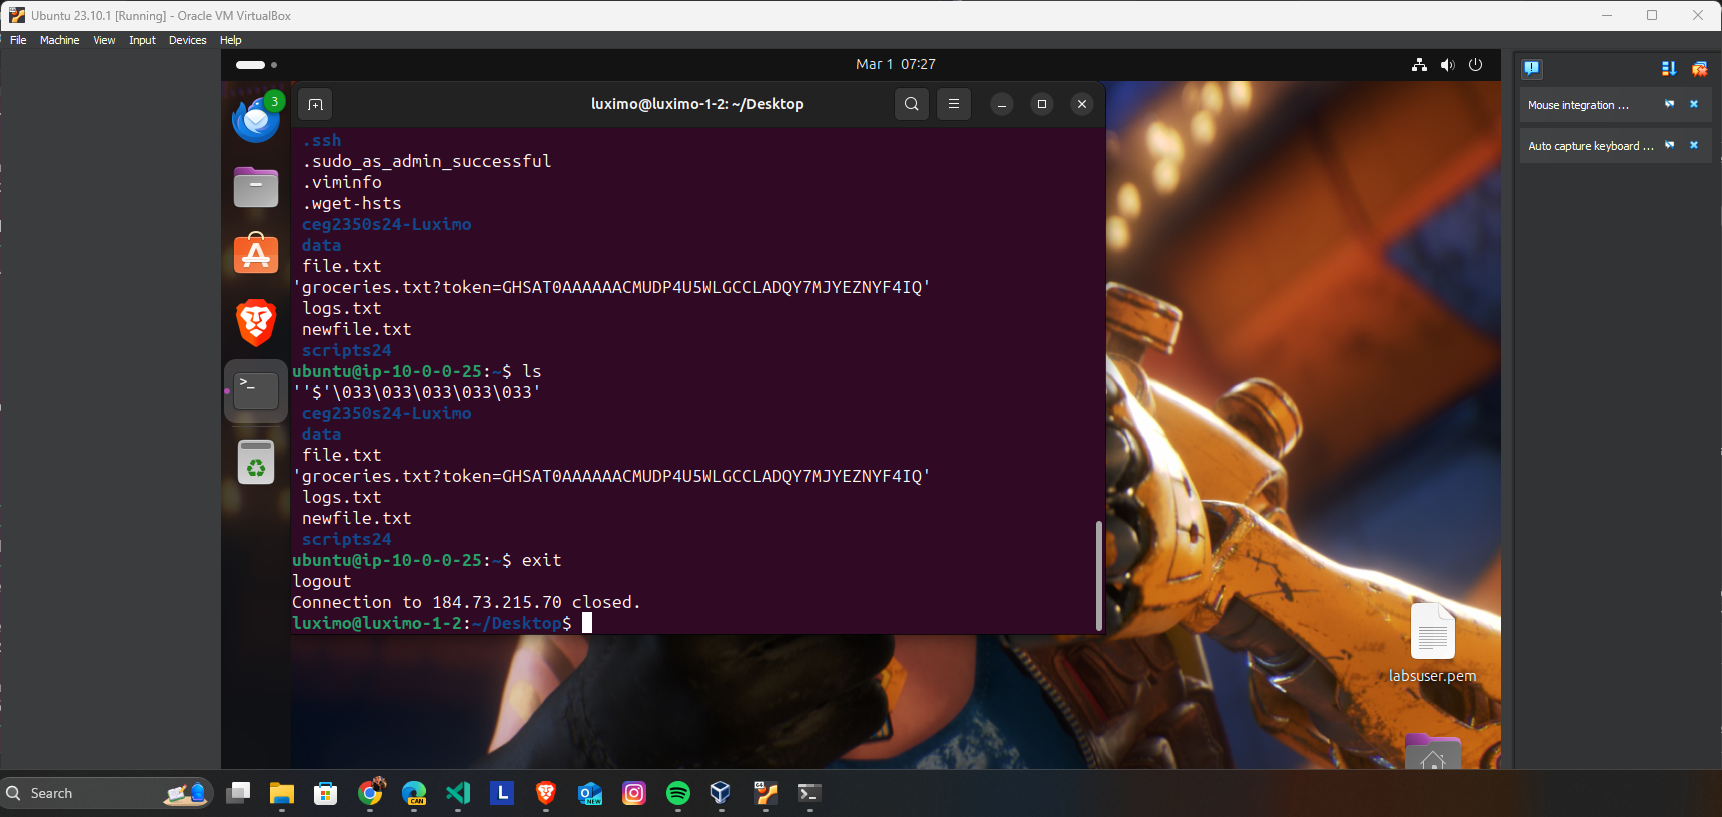 Ubuntu 23.10.1 [Running] - Oracle VM VirtualBox
File Machine View Input Devices Help
Mar 1 07:27
3
luximo@luximo-1-2: ~/Desktop
Mouse integration ...
Auto capture keyboard ...
.ssh
.sudo_as_admin_successful
.viminfo
.wget-hsts
ceg2350s24-Luximo
data
file.txt
'groceries.txt?token=GHSAT0AAAAAACMUDP4U5WLGCCLADQY7MJYEZNYF4IQ'
logs.txt
newfile.txt
scripts24
ubuntu@ip-10-0-0-25:~$ ls
''$'\033\033\033\033\033'
ceg2350s24-Luximo
data
file.txt
'groceries.txt?token=GHSAT0AAAAAACMUDP4U5WLGCCLADQY7MJYEZNYF4IQ'
logs.txt
newfile.txt
scripts24
ubuntu@ip-10-0-0-25:~$ exit
logout
Connection to 184.73.215.70 closed.
luximo@luximo-1-2:~/Desktop$
labsuser.pem
Search
CAN
L
NEW
64